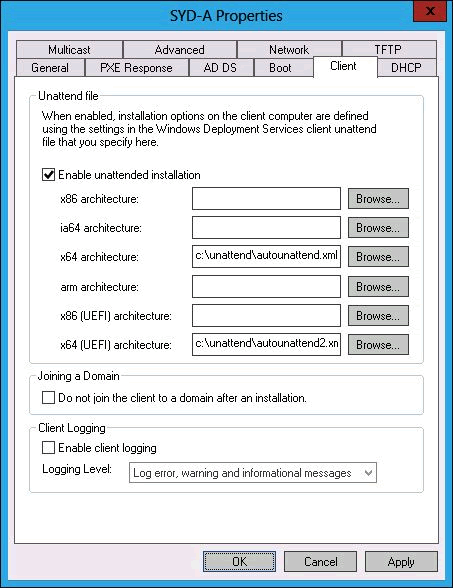 SYD-A Properties
Multicast Advanced Network TFTP
General PXE Response AD DS Boot Client DHCP
Unattend file
When enabled, installation options on the client computer are defined
using the settings in the Windows Deployment Services client unattend
file that you specify here.
Enable unattended installation
x86 architecture: Browse...
ia64 architecture: Browse...
x64 architecture: c:\unattend\autounattend.xml Browse...
arm architecture: Browse...
x86 (UEFI) architecture: Browse...
x64 (UEFI) architecture: c:\unattend\autounattend2.xn Browse...
Joining a Domain
Do not join the client to a domain after an installation.
Client Logging
Enable client logging
Logging Level: Log error, warning and informational messages
OK Cancel Apply